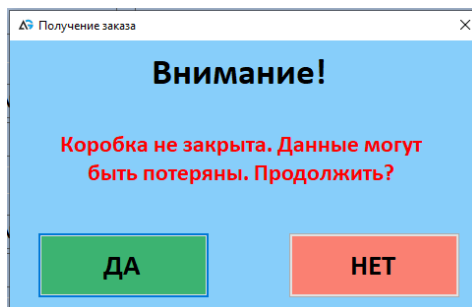 Получение заказа
Внимание!
Коробка не закрыта. Данные могут
быть потеряны. Продолжить?
ДА
НЕТ